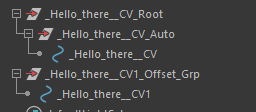 _Hello_there__CV_Root
_Hello_there__CV_Auto
_Hello_there__CV
_Hello_there__CV1_Offset_Grp
_Hello_there__CV1